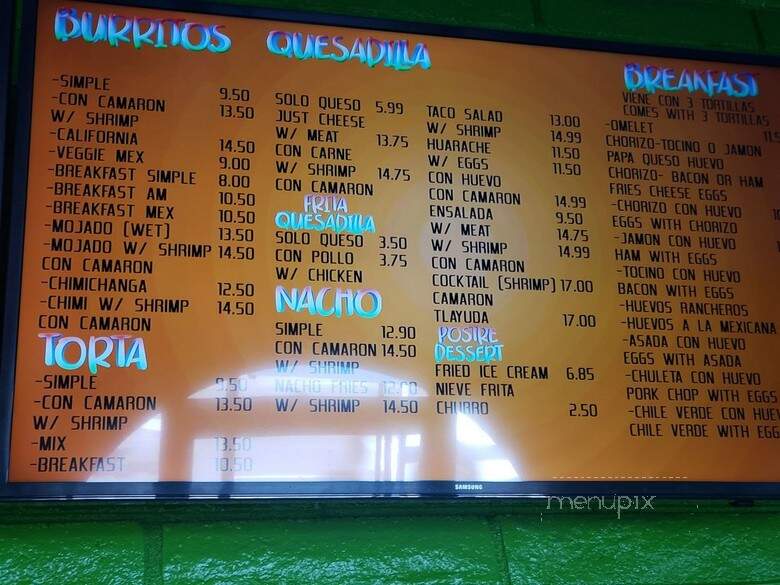 BURRITOS
-SIMPLE 9.50
-CON CAMARON 13.50
W/ SHRIMP
-CALIFORNIA 14.50
-VEGGIE MEX 9.00
-BREAKFAST SIMPLE 8.00
-BREAKFAST AM 10.50
-BREAKFAST MEX 10.50
-MOJADO (WET) 13.50
-MOJADO W/ SHRIMP 14.50
CON CAMARON
-CHIMICHANGA 12.50
-CHIMI W/ SHRIMP 14.50
CON CAMARON
TORTA
-SIMPLE 9.50
-CON CAMARON 13.50
W/ SHRIMP
-MIX 13.50
-BREAKFAST 10.50
QUESADILLA
SOLO QUESO 5.99
JUST CHEESE
W/ MEAT 13.75
CON CARNE
W/ SHRIMP 14.75
CON CAMARON
FRITA
QUESADILLA
SOLO QUESO 3.50
CON POLLO 3.75
W/ CHICKEN
NACHO
SIMPLE 12.90
CON CAMARON 14.50
W/ SHRIMP
NACHO FRIES
W/ SHRIMP 14.50
TACO SALAD 13.00
W/ SHRIMP 14.99
HUARACHE 11.50
W/ EGGS 11.50
CON HUEVO
CON CAMARON 14.99
ENSALADA 9.50
W/ MEAT 14.75
W/ SHRIMP 14.99
CON CAMARON
COCKTAIL (SHRIMP) 17.00
CAMARON
TLAYUDA 17.00
POSTRE
DESSERT
FRIED ICE CREAM 6.85
NIEVE FRITA
CHURRO 2.50
BREANFAST
VIENE CON 3 TORTILLAS
COMES WITH 3 TORTILLAS
-OMELET
CHORIZO-TOCINO O JAMON
PAPA QUESO HUEVO
CHORIZO- BACON OR HAM
FRIES CHEESE EGGS
-CHORIZO CON HUEVO
EGGS WITH CHORIZO
-JAMON CON HUEVO
HAM WITH EGGS
-TOCINO CON HUEVO
BACON WITH EGGS
-HUEVOS RANCHEROS
-HUEVOS A LA MEXICANA
-ASADA CON HUEVO
EGGS WITH ASADA
-CHULETA CON HUEVO
PORK CHOP WITH EGGS
-CHILE VERDE CON HUEV
CHILE VERDE WITH EGG
SAMSUNG
menupix